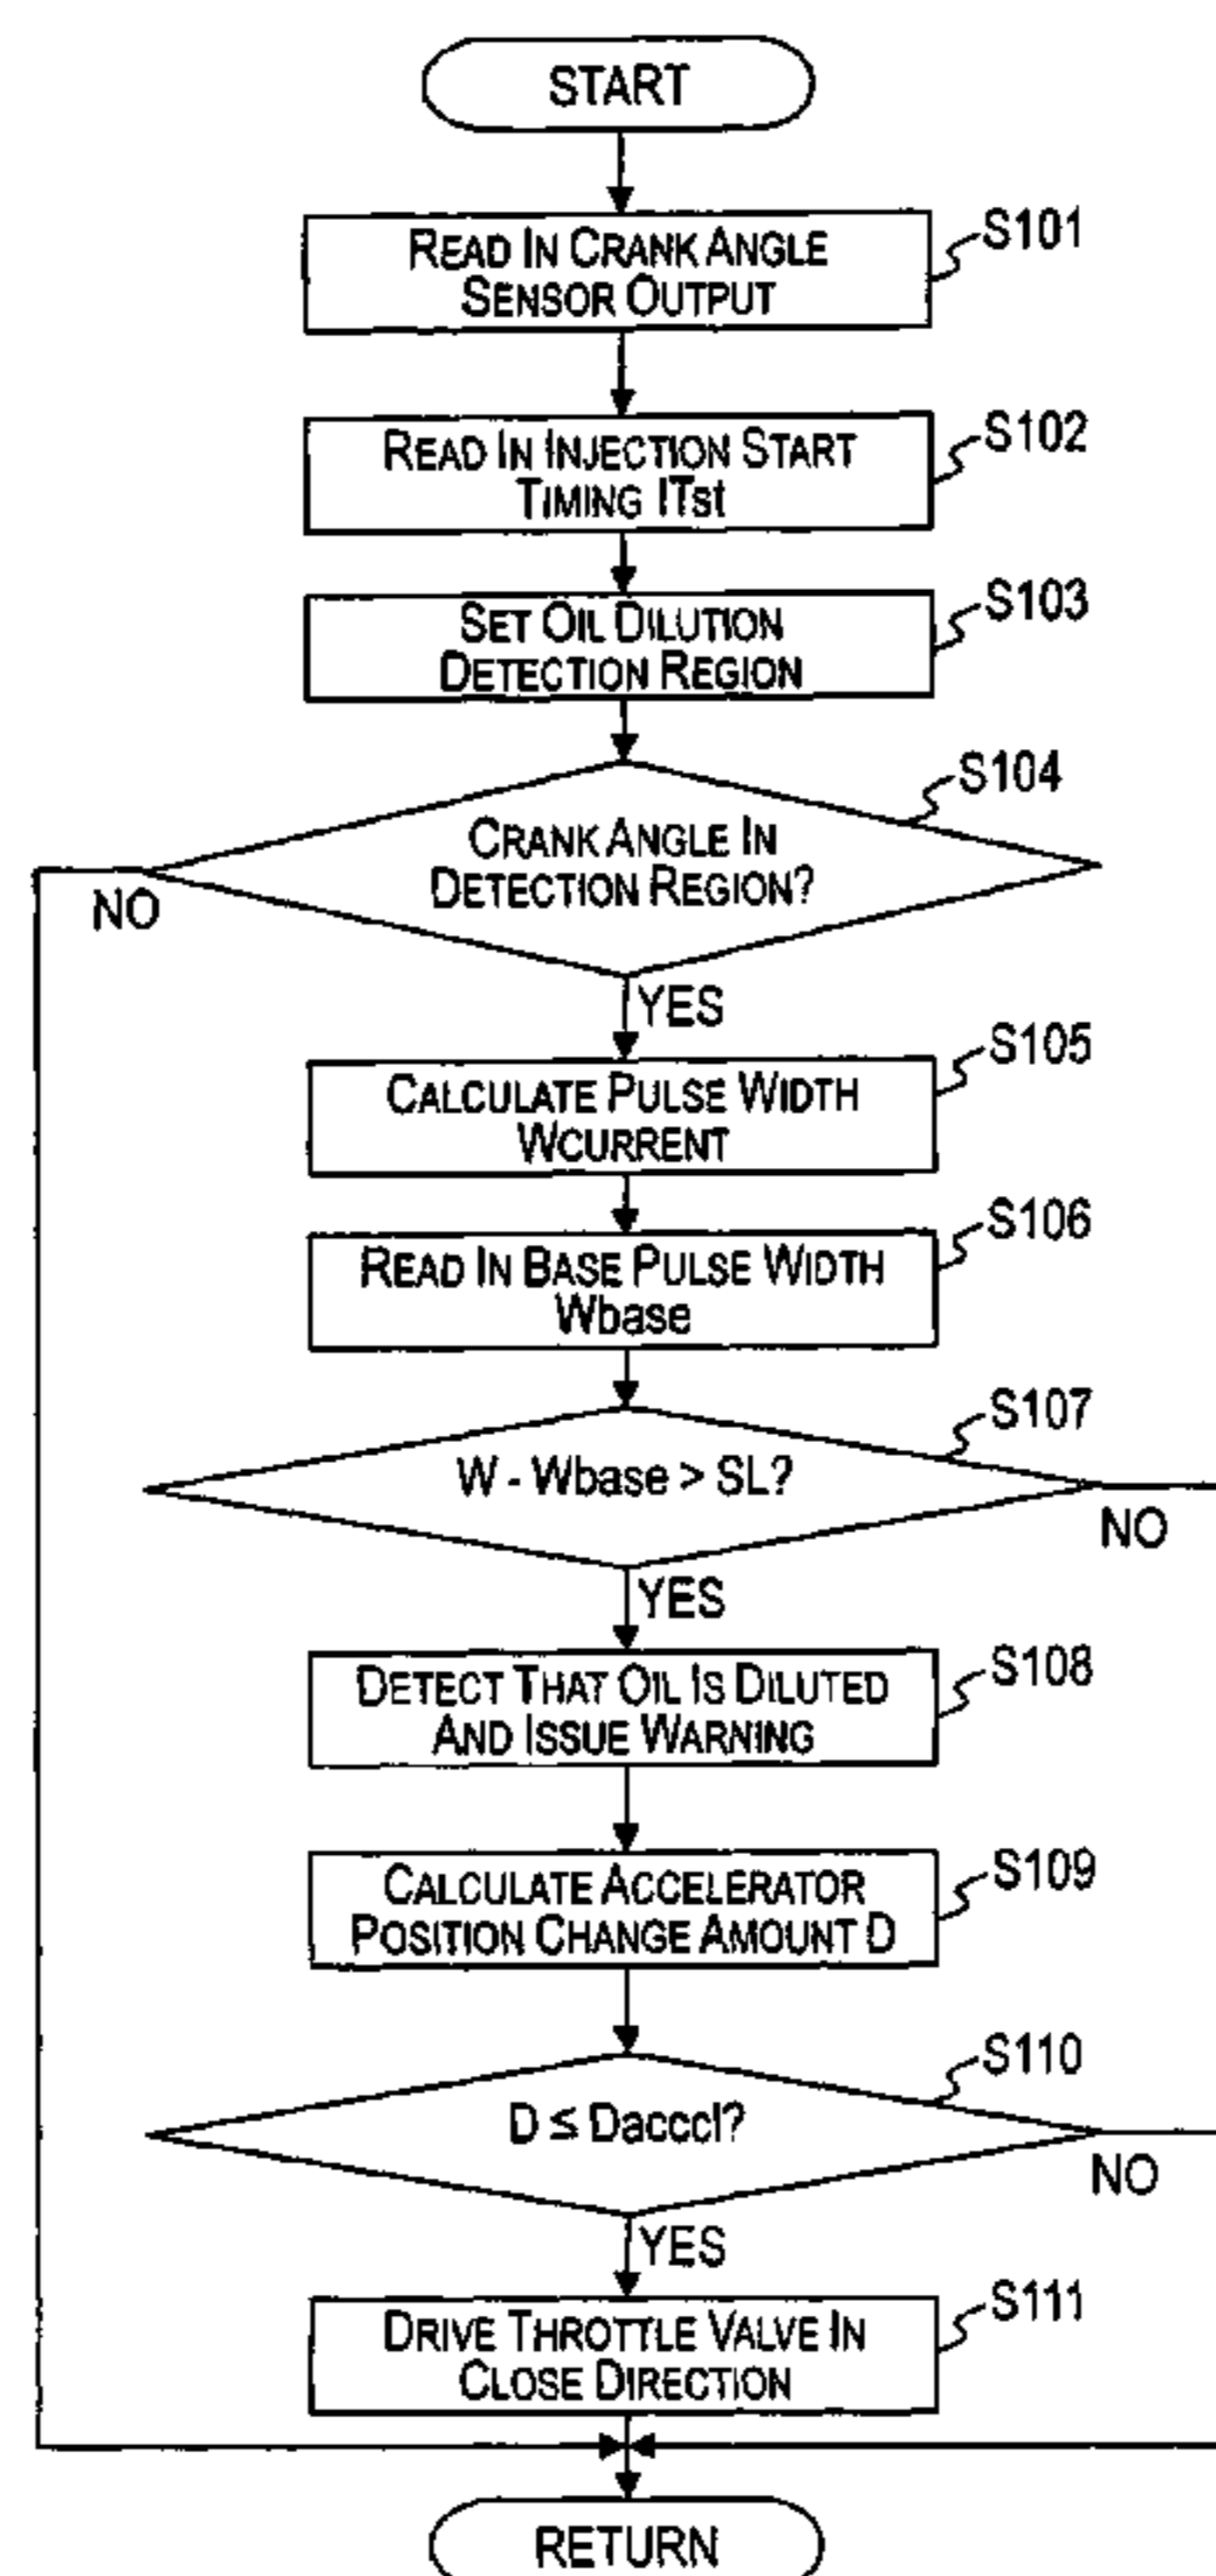 START
READ IN CRANK ANGLE
SENSOR OUTPUT
S101
READ IN INJECTION START
TIMING ITst
S102
SET OIL DILUTION
DETECTION REGION
S103
CRANK ANGLE IN
DETECTION REGION?
S104
NO
YES
CALCULATE PULSE WIDTH
WCURRENT
S105
READ IN BASE PULSE WIDTH
Wbase
S106
W - Wbase > SL?
S107
NO
YES
DETECT THAT OIL IS DILUTED
AND ISSUE WARNING
S108
CALCULATE ACCELERATOR
POSITION CHANGE AMOUNT D
S109
D ≤ Dacccl?
S110
NO
YES
DRIVE THROTTLE VALVE IN
CLOSE DIRECTION
S111
RETURN